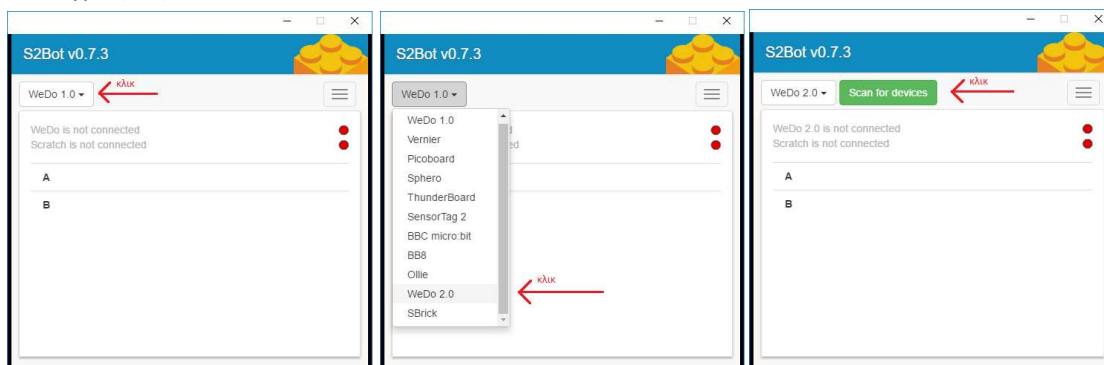 S2Bot v0.7.3
WeDo 1.0
κλικ
WeDo is not connected
Scratch is not connected
A
B
S2Bot v0.7.3
WeDo 1.0
WeDo 1.0
Vernier
Picoboard
Sphero
ThunderBoard
SensorTag 2
BBC micro:bit
BB8
Ollie
WeDo 2.0
SBrick
κλικ
S2Bot v0.7.3
WeDo 2.0 Scan for devices
κλικ
WeDo 2.0 is not connected
Scratch is not connected
A
B